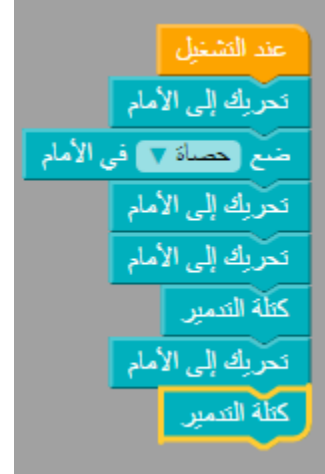 عند التشغيل
تحريك إلى الأمام
ضع حصاة ▼ في الأمام
تحريك إلى الأمام
تحريك إلى الأمام
كتلة التدمير
تحريك إلى الأمام
كتلة التدمير